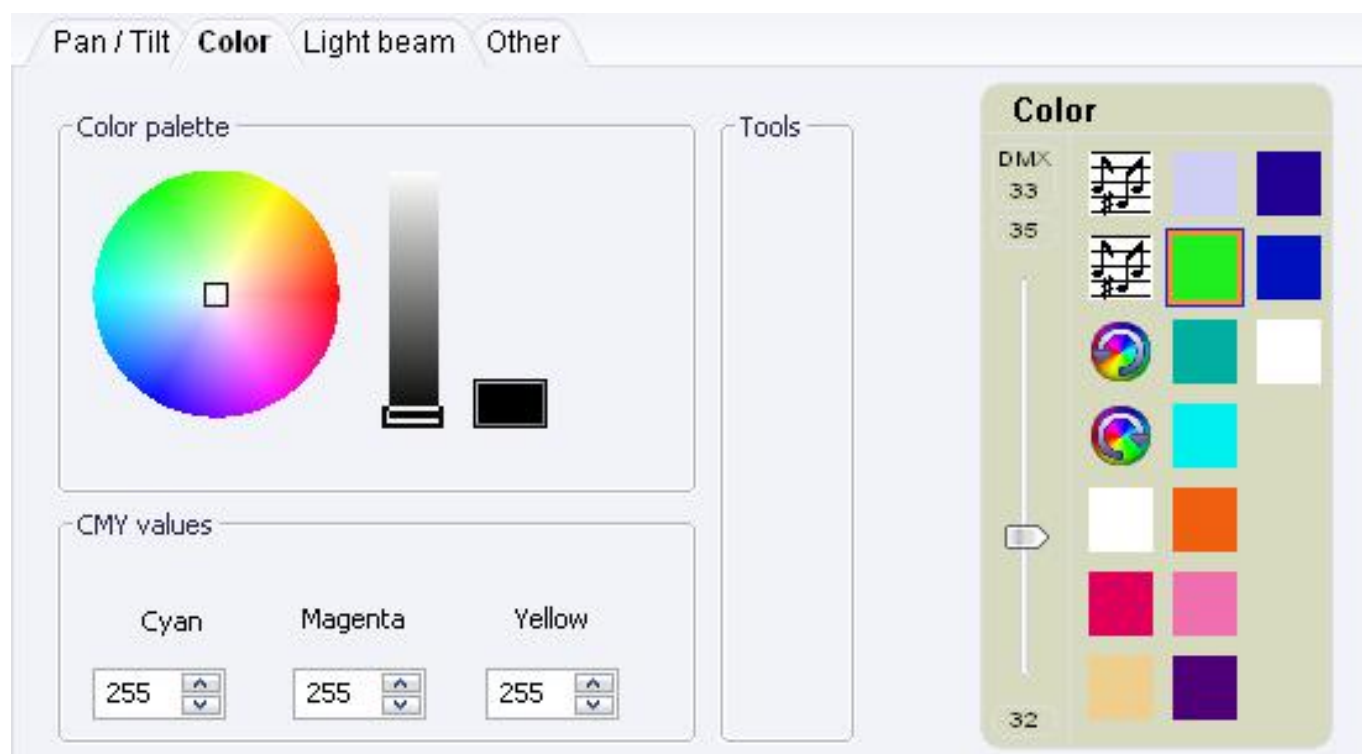 Pan / Tilt Color Light beam Other
Color palette
Tools
Color
DMX
33
35
32
CMY values
Cyan Magenta Yellow
255 255 255